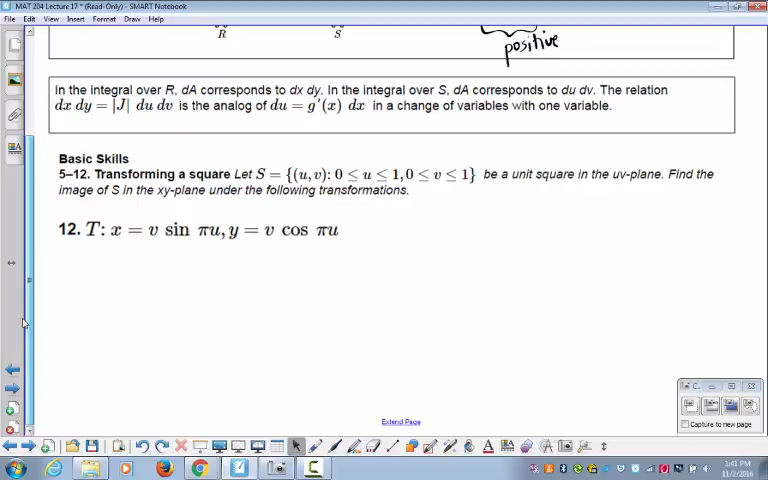 MAT 204 Lecture 17 * (Read-Only) - SMART Notebook
File Edit View Insert Format Draw Help
R S
positive
In the integral over R, dA corresponds to dx dy. In the integral over S, dA corresponds to du dv. The relation
dx dy = |J| du dv is the analog of du = g'(x) dx in a change of variables with one variable.
Basic Skills
5–12. Transforming a square Let S = {(u, v): 0 ≤ u ≤ 1, 0 ≤ v ≤ 1} be a unit square in the uv-plane. Find the
image of S in the xy-plane under the following transformations.
12. T: x = v sin πu, y = v cos πu
C...
Capture to new page
Extend Page
3:41 PM
11/2/2016